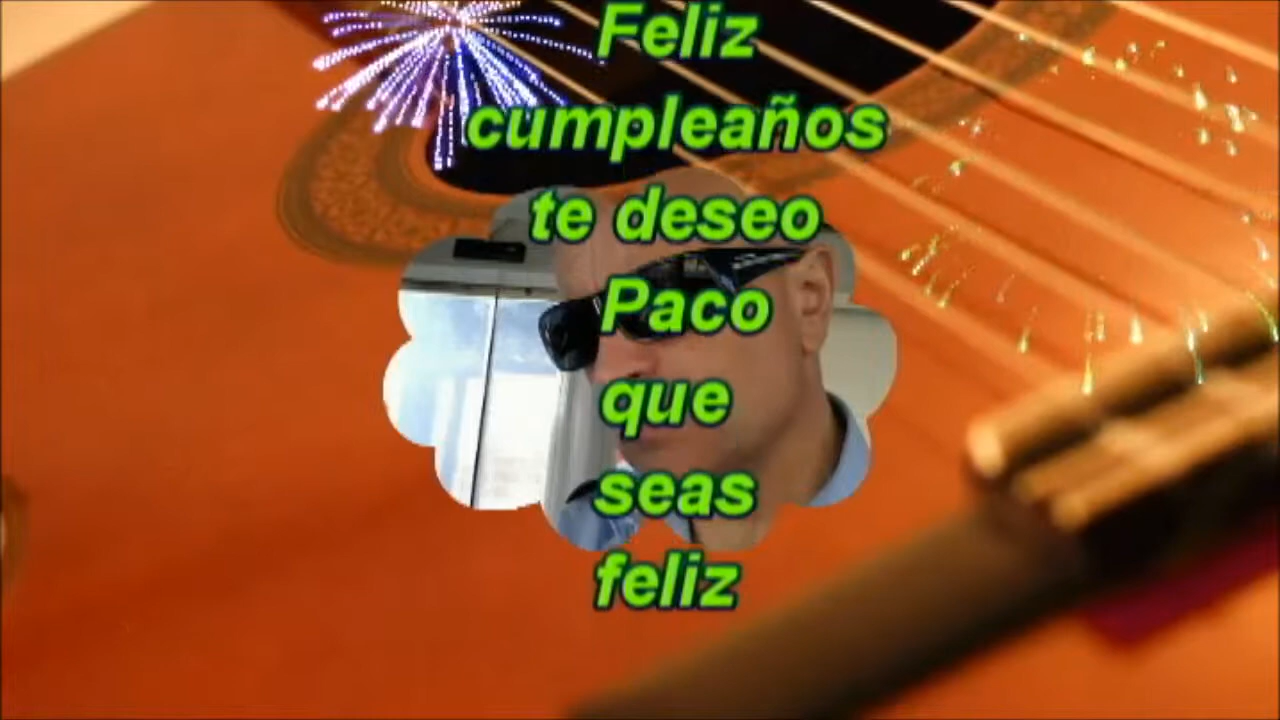 Feliz
cumpleaños
te deseo
Paco
que
seas
feliz